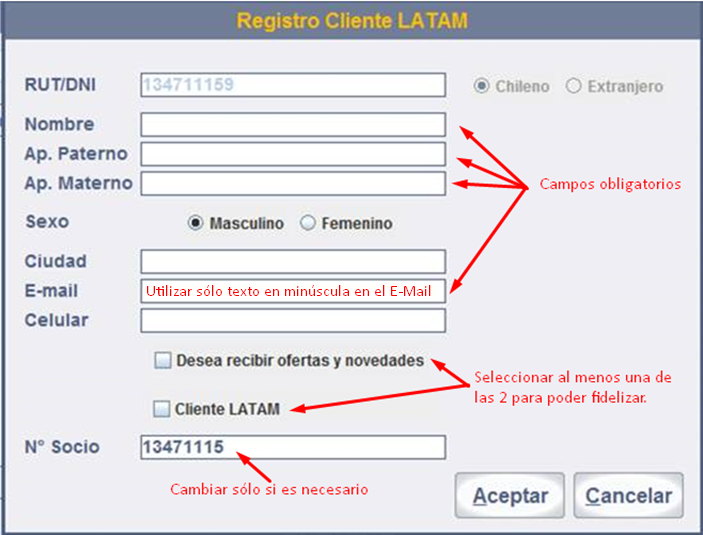 Registro Cliente LATAM
RUT/DNI 134711159 Chileno Extranjero
Nombre
Ap. Paterno
Ap. Materno Campos obligatorios
Sexo Masculino Femenino
Ciudad
E-mail Utilizar sólo texto en minúscula en el E-Mail
Celular
Desea recibir ofertas y novedades
Seleccionar al menos una de
las 2 para poder fidelizar.
Cliente LATAM
N° Socio 13471115
Cambiar sólo si es necesario
Aceptar Cancelar